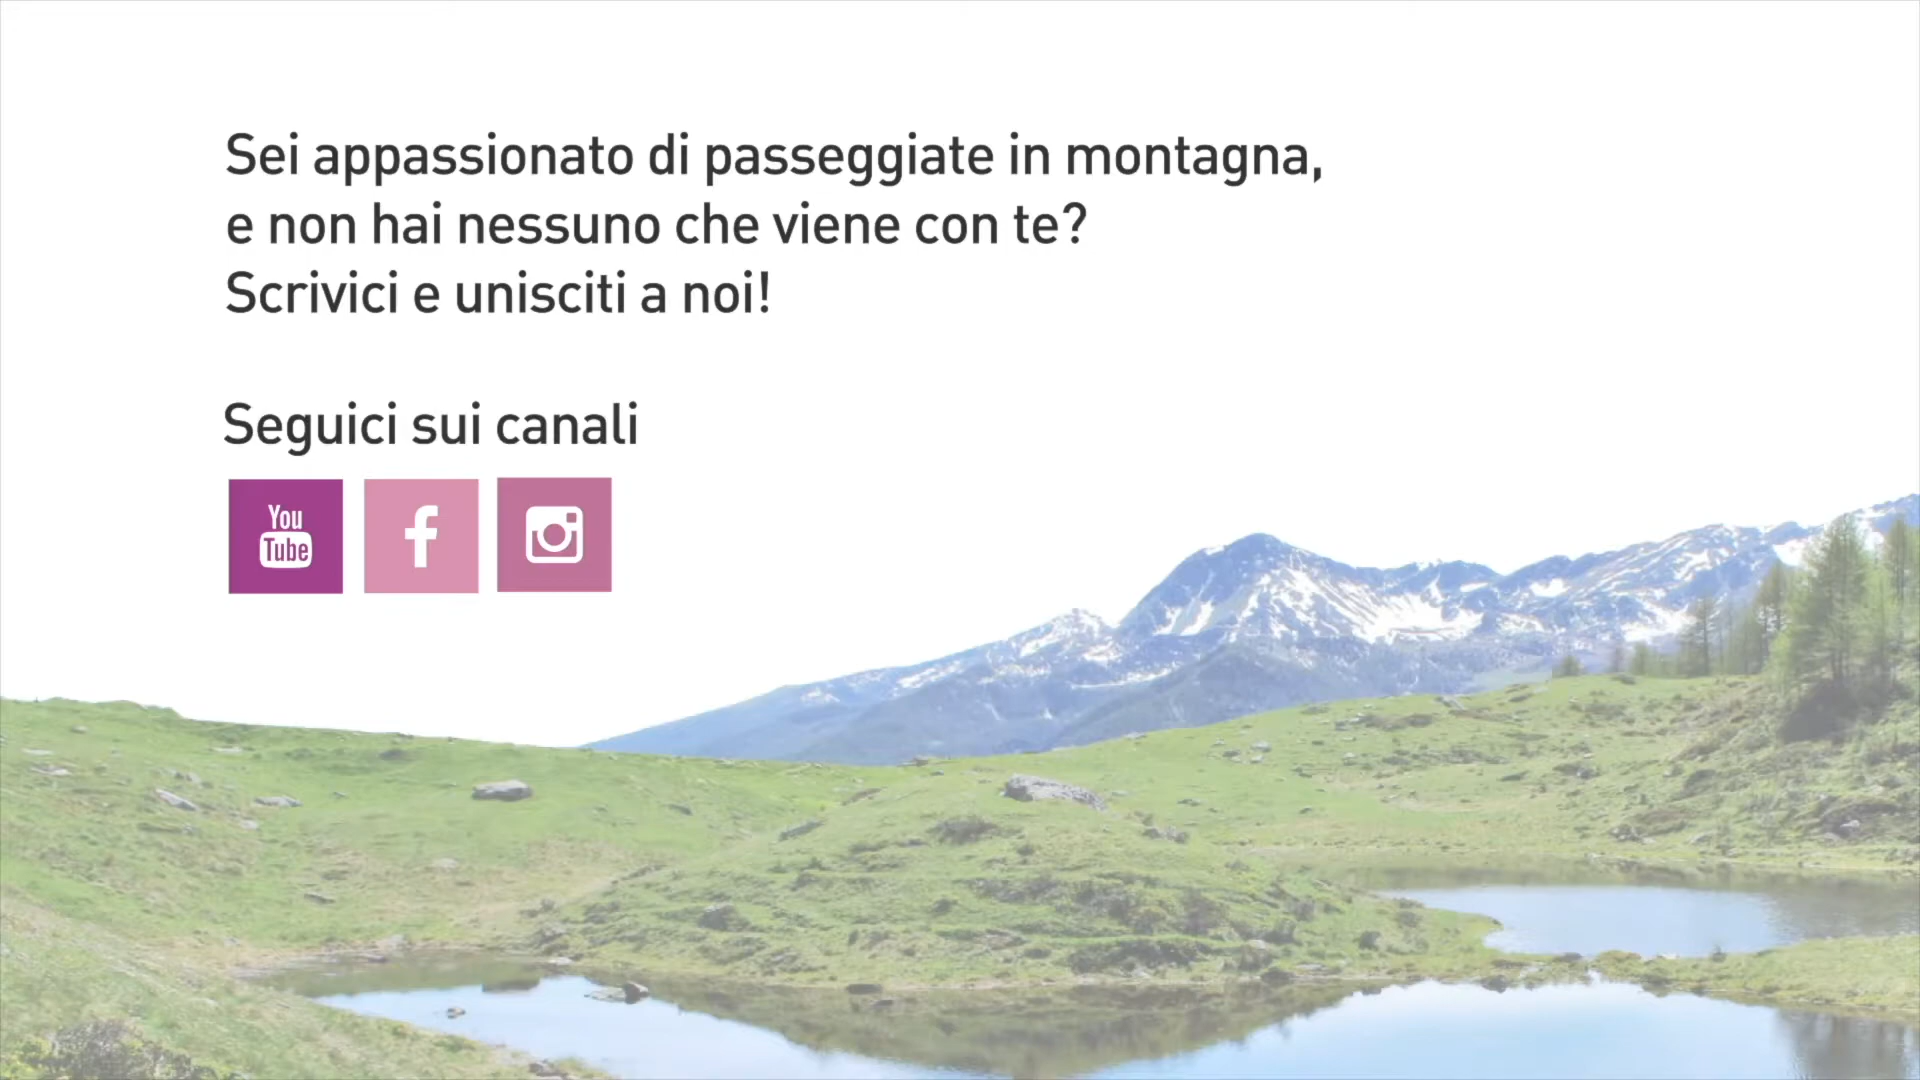 Sei appassionato di passeggiate in montagna,
e non hai nessuno che viene con te?
Scrivici e unisciti a noi!
Seguici sui canali
You
Tube